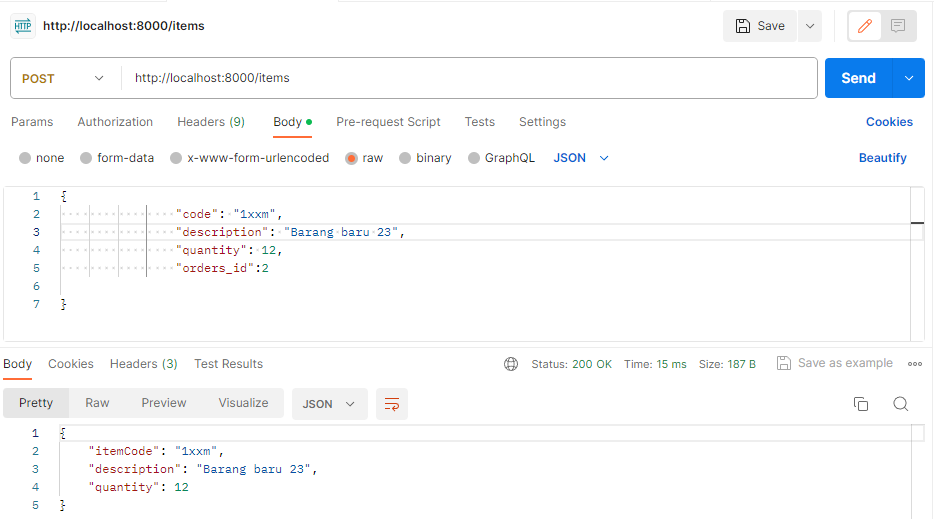 HTTP http://localhost:8000/items Save
POST http://localhost:8000/items Send
Params Authorization Headers (9) Body Pre-request Script Tests Settings Cookies
none form-data x-www-form-urlencoded raw binary GraphQL JSON Beautify
1 {
2 "code": "1xxm",
3 "description": "Barang baru 23",
4 "quantity": 12,
5 "orders_id":2
6
7 }
Body Cookies Headers (3) Test Results Status: 200 OK Time: 15 ms Size: 187 B Save as example
Pretty Raw Preview Visualize JSON
1 {
2 "itemCode": "1xxm",
3 "description": "Barang baru 23",
4 "quantity": 12
5 }